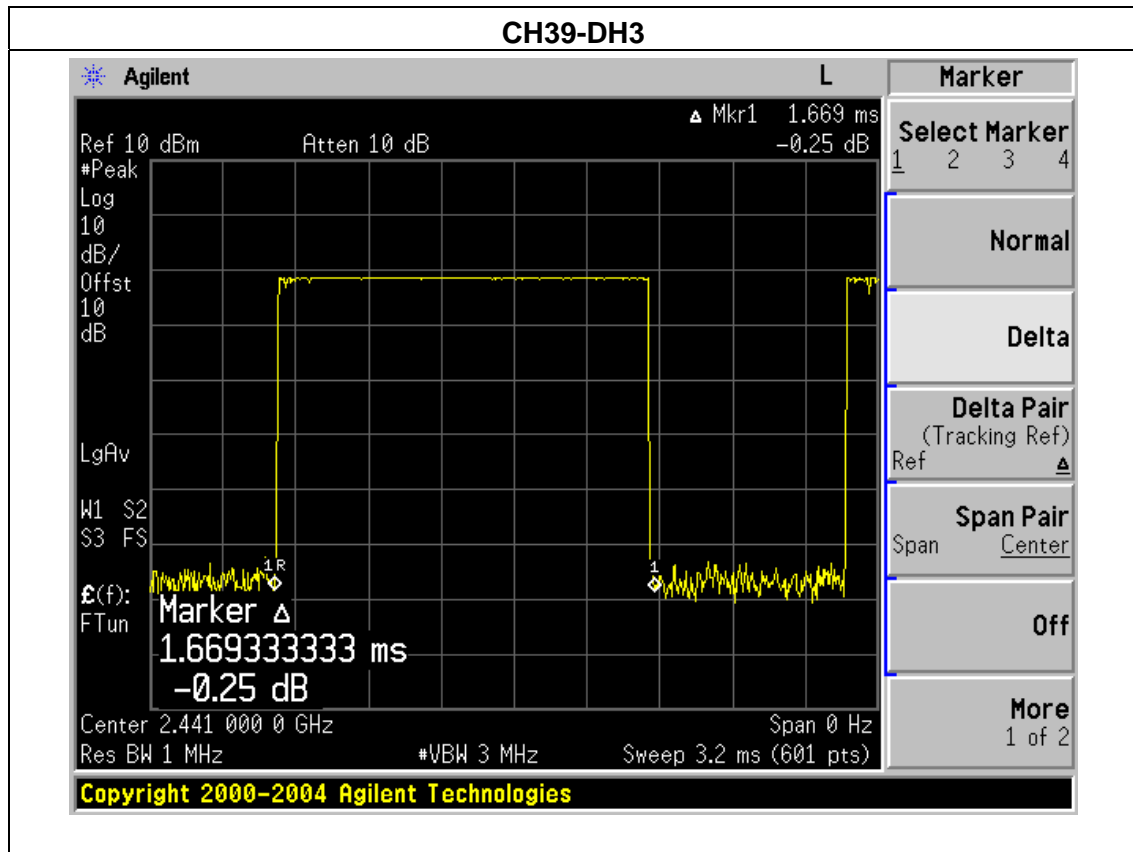 CH39-DH3
Agilent L Marker
Δ Mkr1 1.669 ms
Ref 10 dBm Atten 10 dB -0.25 dB
#Peak
Log
10
dB/
Offst
10
dB
LgAv
W1 S2
S3 FS
£(f):
FTun
1R
1
Marker Δ
1.669333333 ms
-0.25 dB
Center 2.441 000 0 GHz Span 0 Hz
Res BW 1 MHz #VBW 3 MHz Sweep 3.2 ms (601 pts)
Select Marker
1 2 3 4
Normal
Delta
Delta Pair
(Tracking Ref)
Ref Δ
Span Pair
Span Center
Off
More
1 of 2
Copyright 2000-2004 Agilent Technologies